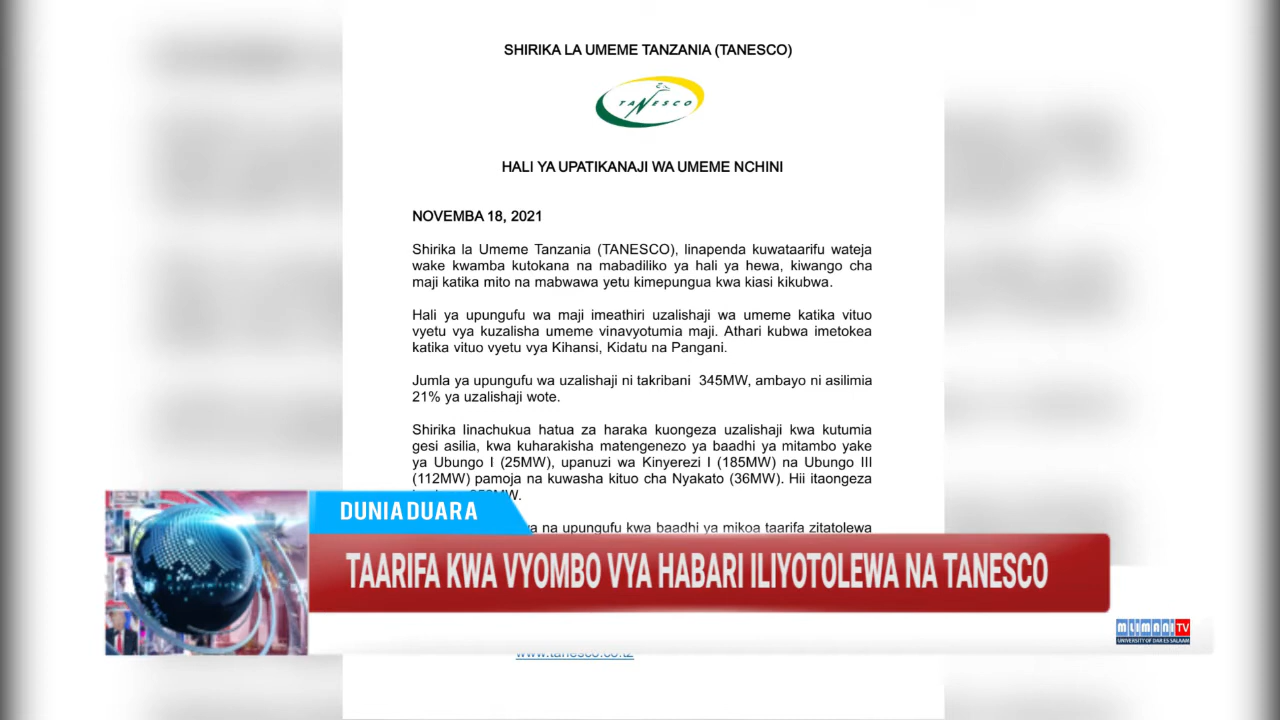 SHIRIKA LA UMEME TANZANIA (TANESCO)
TANESCO
HALI YA UPATIKANAJI WA UMEME NCHINI
NOVEMBA 18, 2021
Shirika la Umeme Tanzania (TANESCO), linapenda kuwataarifu wateja
wake kwamba kutokana na mabadiliko ya hali ya hewa, kiwango cha
maji katika mito na mabwawa yetu kimepungua kwa kiasi kikubwa.
Hali ya upungufu wa maji imeathiri uzalishaji wa umeme katika vituo
vyetu vya kuzalisha umeme vinavyotumia maji. Athari kubwa imetokea
katika vituo vyetu vya Kihansi, Kidatu na Pangani.
Jumla ya upungufu wa uzalishaji ni takribani 345MW, ambayo ni asilimia
21% ya uzalishaji wote.
Shirika linachukua hatua za haraka kuongeza uzalishaji kwa kutumia
gesi asilia, kwa kuharakisha matengenezo ya baadhi ya mitambo yake
ya Ubungo I (25MW), upanuzi wa Kinyerezi I (185MW) na Ubungo III
(112MW) pamoja na kuwasha kituo cha Nyakato (36MW). Hii itaongeza
na upungufu kwa baadhi ya mikoa taarifa zitatolewa
DUNIA DUARA
TAARIFA KWA VYOMBO VYA HABARI ILIYOTOLEWA NA TANESCO
MLIMANI TV
UNIVERSITY OF DAR ES SALAAM
www.tanesco.co.tz